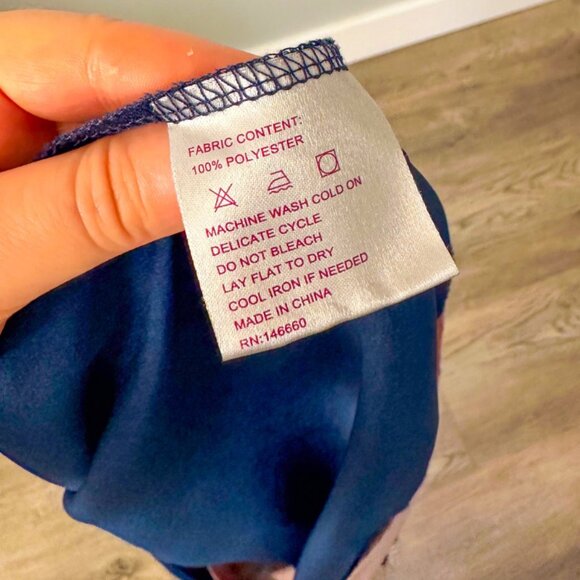 FABRIC CONTENT:
100% POLYESTER
MACHINE WASH COLD ON
DELICATE CYCLE
DO NOT BLEACH
LAY FLAT TO DRY
COOL IRON IF NEEDED
MADE IN CHINA
RN:146660